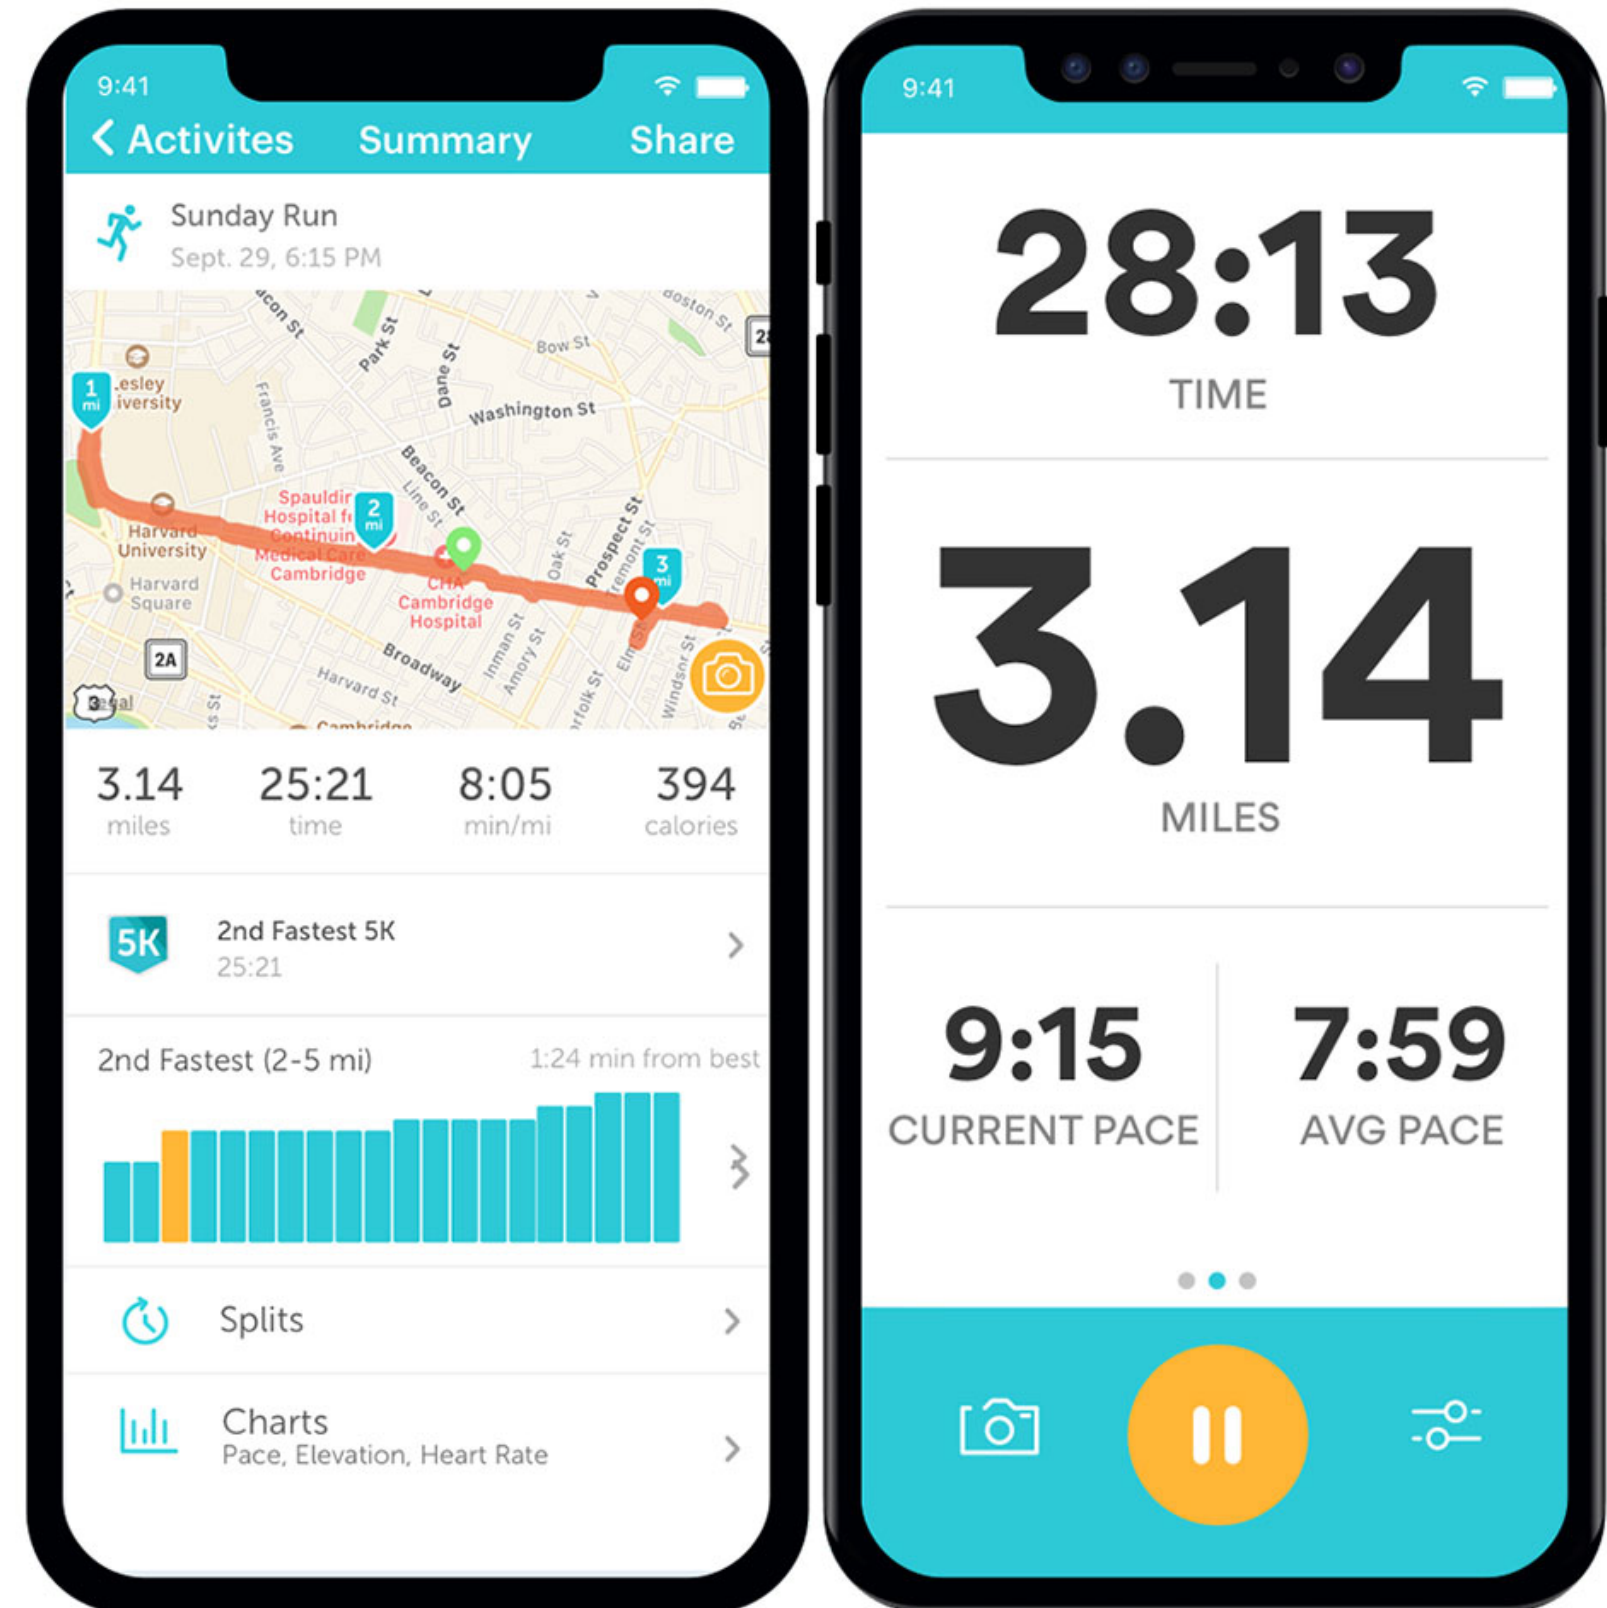 9:41
Activites
Summary
Share
Sunday Run
Sept. 29, 6:15 PM
Park St
Dane St
Bow St
Boston St
Washington St
Francis Ave
Beacon St
Line St
1
mi
2
mi
3
mi
Harvard
University
Harvard
Square
Continuin
Medical Care
Cambridge
CHA
Cambridge
Hospital
Oak St
Prospect St
Inman St
Amory St
Windsor St
Broadway
Harvard St
2A
3
3.14
miles
25:21
time
8:05
min/mi
394
calories
5K
2nd Fastest 5K
25:21
2nd Fastest (2-5 mi)
1:24 min from best
Splits
Charts
Pace, Elevation, Heart Rate
9:41
28:13
TIME
3.14
MILES
9:15
CURRENT PACE
7:59
AVG PACE